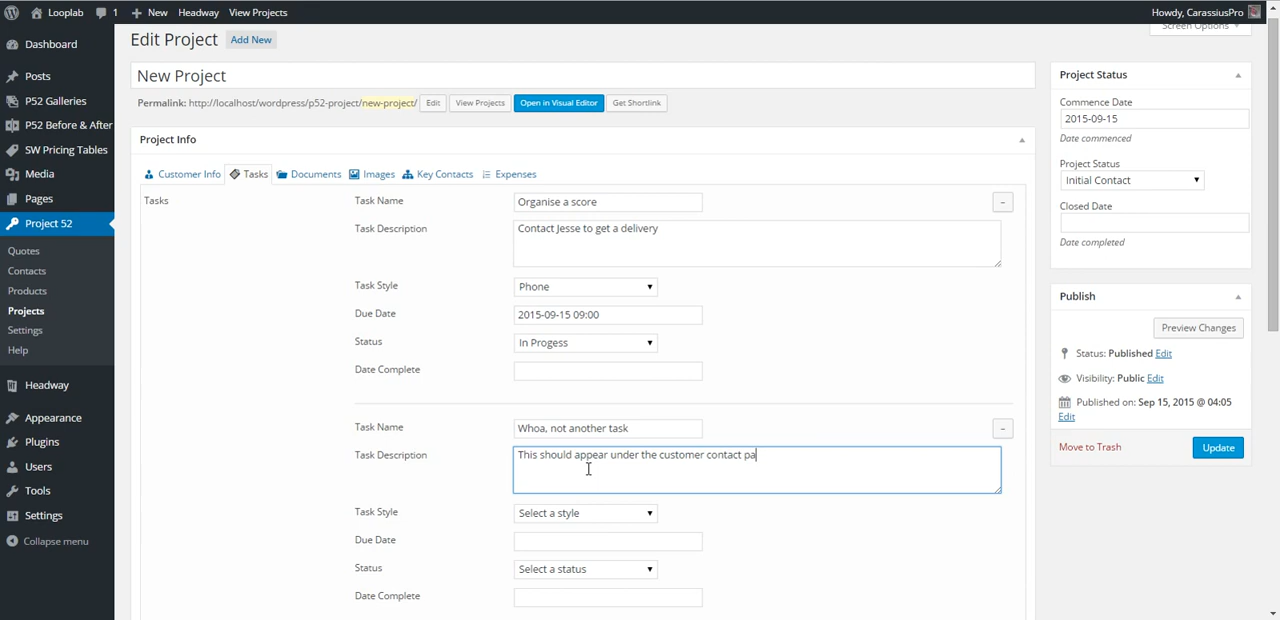 Looplab 1 + New Headway View Projects Howdy, CarassiusPro
Dashboard
Posts
P52 Galleries
P52 Before & After
SW Pricing Tables
Media
Pages
Project 52
Quotes
Contacts
Products
Projects
Settings
Help
Headway
Appearance
Plugins
Users
Tools
Settings
Collapse menu
Edit Project Add New
Screen Options
New Project
Permalink: http://localhost/wordpress/p52-project/new-project/ Edit View Projects Open in Visual Editor Get Shortlink
Project Info
Customer Info Tasks Documents Images Key Contacts Expenses
Tasks
Task Name Organise a score –
Task Description Contact Jesse to get a delivery
Task Style Phone
Due Date 2015-09-15 09:00
Status In Progess
Date Complete
Task Name Whoa, not another task –
Task Description This should appear under the customer contact pa
Task Style Select a style
Due Date
Status Select a status
Date Complete
Project Status
Commence Date
2015-09-15
Date commenced
Project Status
Initial Contact
Closed Date
Date completed
Publish
Preview Changes
Status: Published Edit
Visibility: Public Edit
Published on: Sep 15, 2015 @ 04:05
Edit
Move to Trash Update